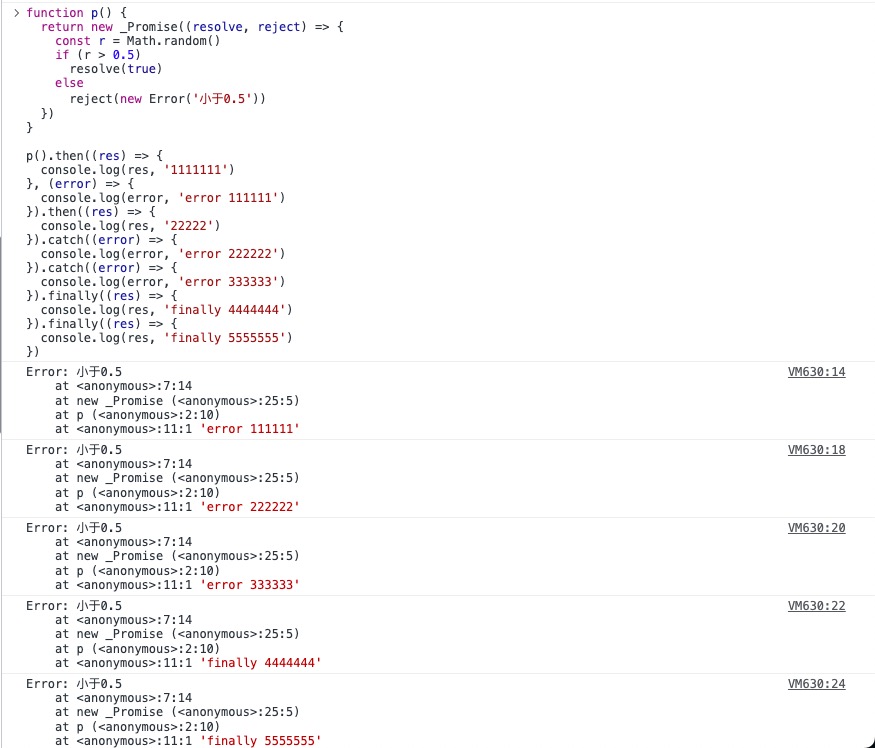 > function p() {
  return new _Promise((resolve, reject) => {
    const r = Math.random()
    if (r > 0.5)
      resolve(true)
    else
      reject(new Error('小于0.5'))
  })
}

p().then((res) => {
  console.log(res, '1111111')
}, (error) => {
  console.log(error, 'error 111111')
}).then((res) => {
  console.log(res, '22222')
}).catch((error) => {
  console.log(error, 'error 222222')
}).catch((error) => {
  console.log(error, 'error 333333')
}).finally((res) => {
  console.log(res, 'finally 4444444')
}).finally((res) => {
  console.log(res, 'finally 5555555')
})
Error: 小于0.5 VM630:14
    at <anonymous>:7:14
    at new _Promise (<anonymous>:25:5)
    at p (<anonymous>:2:10)
    at <anonymous>:11:1 'error 111111'
Error: 小于0.5 VM630:18
    at <anonymous>:7:14
    at new _Promise (<anonymous>:25:5)
    at p (<anonymous>:2:10)
    at <anonymous>:11:1 'error 222222'
Error: 小于0.5 VM630:20
    at <anonymous>:7:14
    at new _Promise (<anonymous>:25:5)
    at p (<anonymous>:2:10)
    at <anonymous>:11:1 'error 333333'
Error: 小于0.5 VM630:22
    at <anonymous>:7:14
    at new _Promise (<anonymous>:25:5)
    at p (<anonymous>:2:10)
    at <anonymous>:11:1 'finally 4444444'
Error: 小于0.5 VM630:24
    at <anonymous>:7:14
    at new _Promise (<anonymous>:25:5)
    at p (<anonymous>:2:10)
    at <anonymous>:11:1 'finally 5555555'